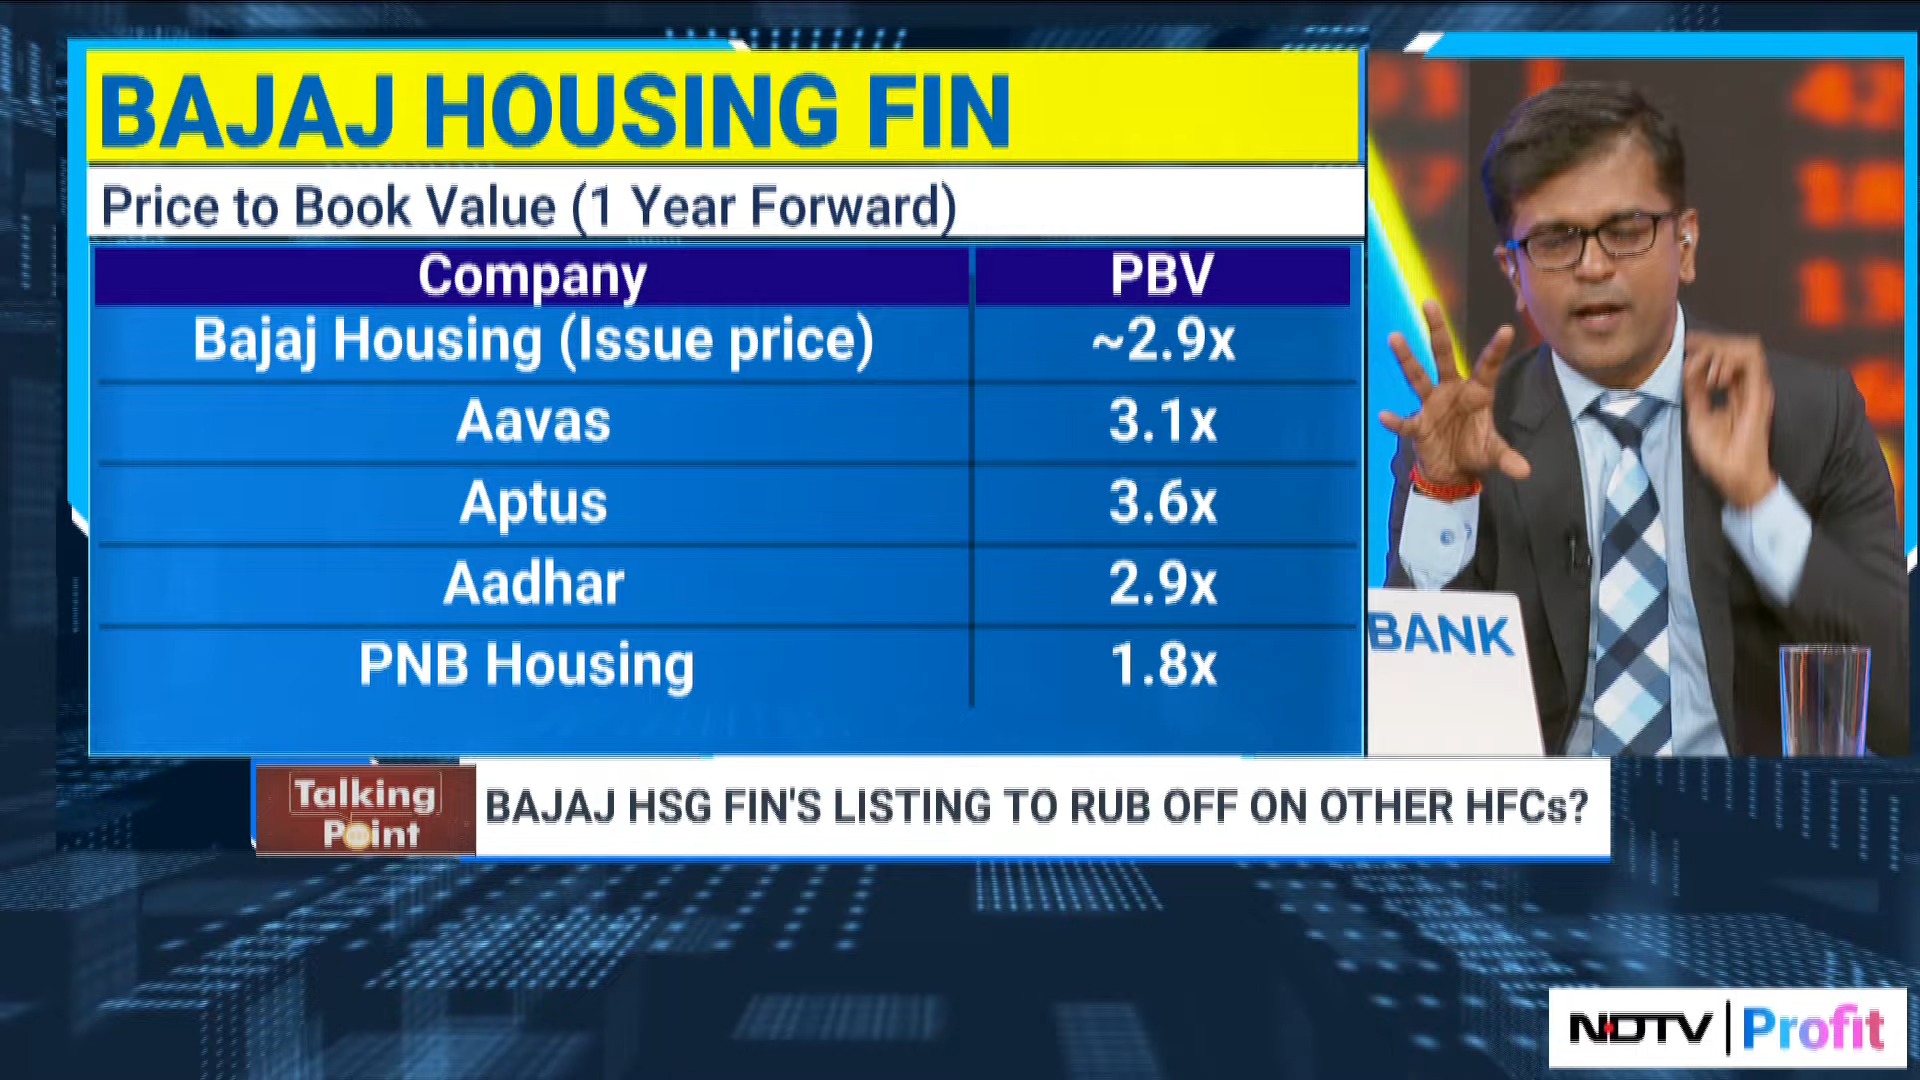 BAJAJ HOUSING FIN
Price to Book Value (1 Year Forward)
Company PBV
Bajaj Housing (Issue price) ~2.9x
Aavas 3.1x
Aptus 3.6x
Aadhar 2.9x
PNB Housing 1.8x
BANK
Talking
Point
BAJAJ HSG FIN'S LISTING TO RUB OFF ON OTHER HFCs?
NDTV Profit